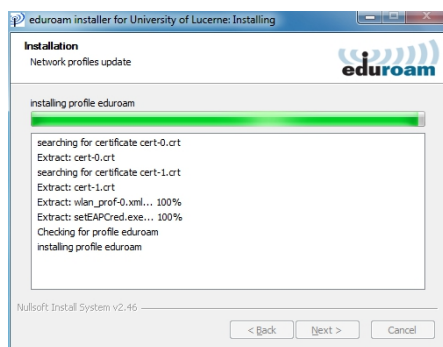 eduroam installer for University of Lucerne: Installing
Installation
Network profiles update
eduroam
installing profile eduroam
searching for certificate cert-0.crt
Extract: cert-0.crt
searching for certificate cert-1.crt
Extract: cert-1.crt
Extract: wlan_prof-0.xml... 100%
Extract: setEAPCred.exe... 100%
Checking for profile eduroam
installing profile eduroam
Nullsoft Install System v2.46
< Back Next > Cancel